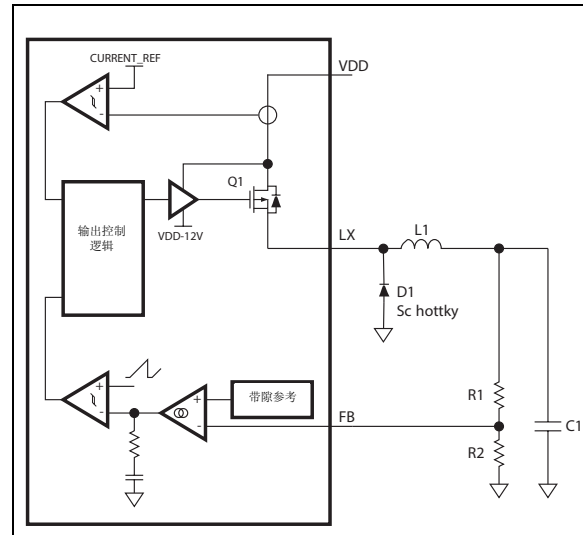 CURRENT_REF
+
-
VDD
Q1
输出控制
逻辑
VDD-12V
LX
L1
D1
Sc hottky
+
-
带隙参考
+
-
FB
R1
R2
C1